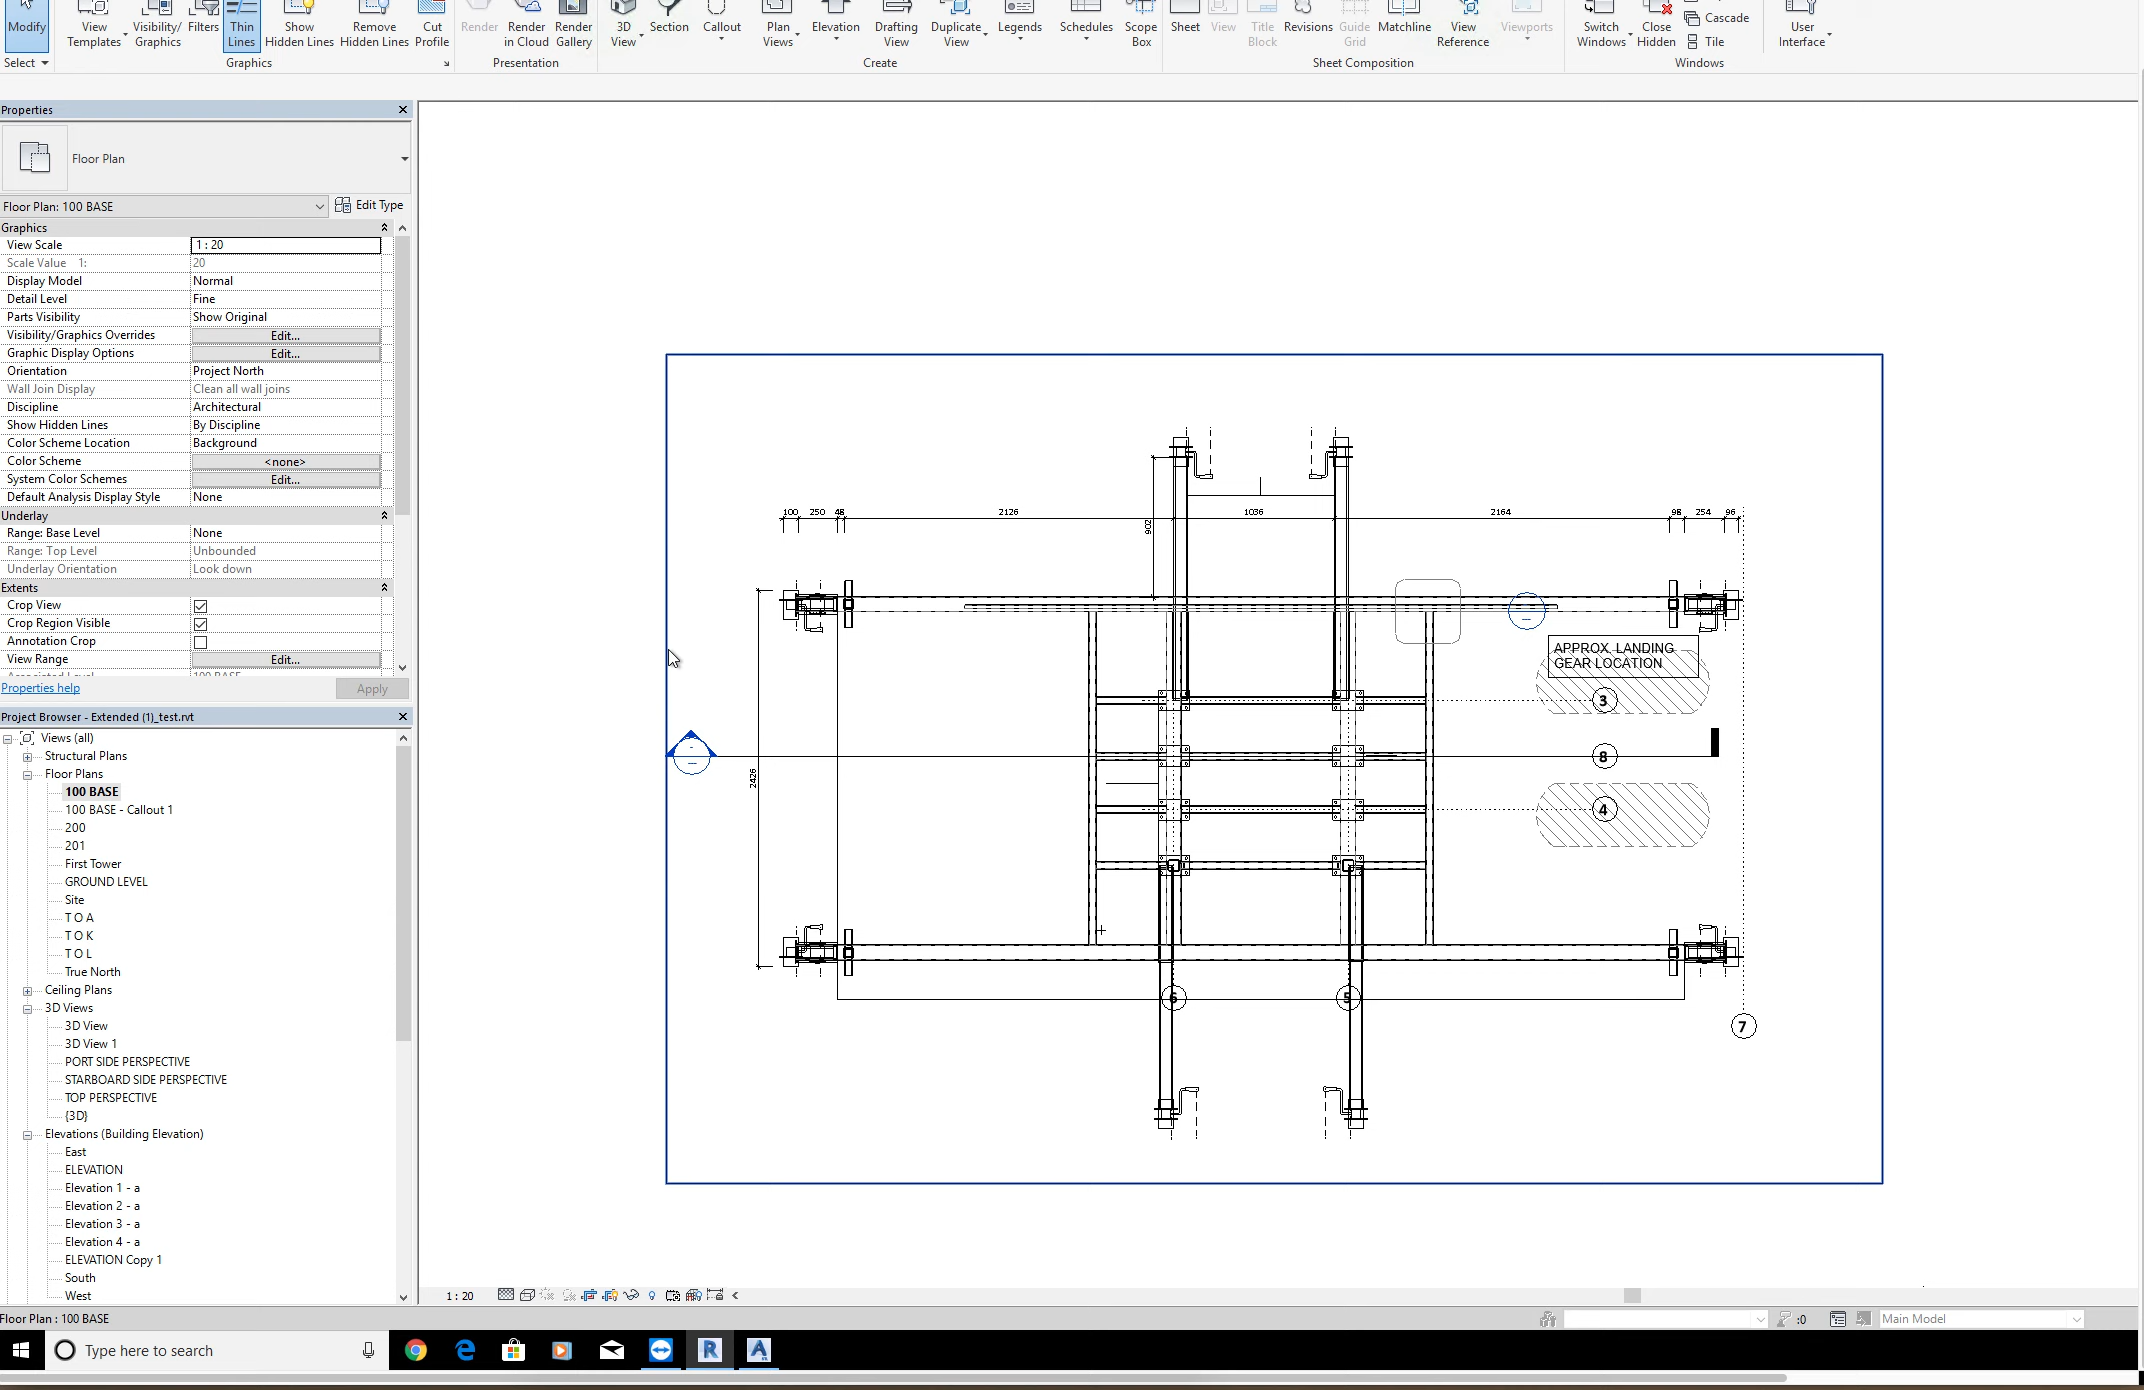 Modify
View Templates
Visibility/ Graphics
Filters
Thin Lines
Show Hidden Lines
Remove Hidden Lines
Cut Profile
Render
Render in Cloud
Render Gallery
3D View
Section
Callout
Plan Views
Elevation
Drafting View
Duplicate View
Legends
Schedules
Scope Box
Sheet
View
Title Block
Revisions
Guide Grid
Matchline
View Reference
Viewports
Switch Windows
Close Hidden
Cascade
Tile
User Interface
Select
Graphics
Presentation
Create
Sheet Composition
Windows
Properties
Floor Plan
Floor Plan: 100 BASE
Edit Type
Graphics
View Scale 1 : 20
Scale Value 1: 20
Display Model Normal
Detail Level Fine
Parts Visibility Show Original
Visibility/Graphics Overrides Edit...
Graphic Display Options Edit...
Orientation Project North
Wall Join Display Clean all wall joins
Discipline Architectural
Show Hidden Lines By Discipline
Color Scheme Location Background
Color Scheme <none>
System Color Schemes Edit...
Default Analysis Display Style None
Underlay
Range: Base Level None
Range: Top Level Unbounded
Underlay Orientation Look down
Extents
Crop View
Crop Region Visible
Annotation Crop
View Range Edit...
Properties help
Apply
Project Browser - Extended (1)_test.rvt
Views (all)
Structural Plans
Floor Plans
100 BASE
100 BASE - Callout 1
200
201
First Tower
GROUND LEVEL
Site
T O A
T O K
T O L
True North
Ceiling Plans
3D Views
3D View
3D View 1
PORT SIDE PERSPECTIVE
STARBOARD SIDE PERSPECTIVE
TOP PERSPECTIVE
{3D}
Elevations (Building Elevation)
East
ELEVATION
Elevation 1 - a
Elevation 2 - a
Elevation 3 - a
Elevation 4 - a
ELEVATION Copy 1
South
West
100 250 48 2126 1036 2164 98 254 96
902
APPROX. LANDING
GEAR LOCATION
3
8
2426
4
6 5
7
1 : 20
Floor Plan : 100 BASE
:0
Main Model
Type here to search